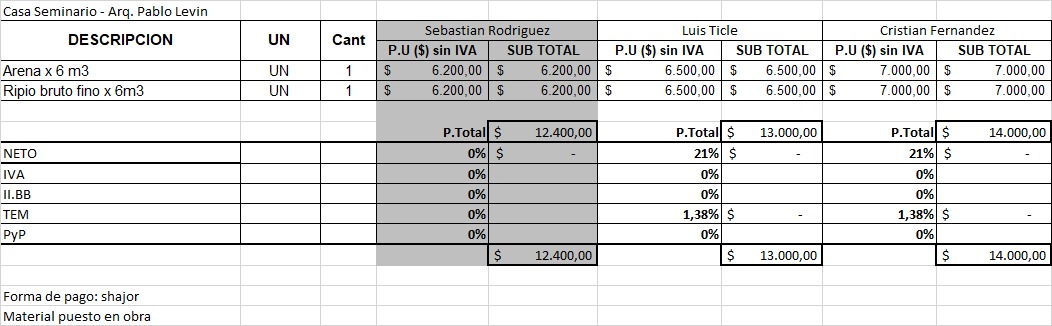 Casa Seminario - Arq. Pablo Levin
DESCRIPCION UN Cant Sebastian Rodriguez Luis Ticle Cristian Fernandez
P.U ($) sin IVA SUB TOTAL P.U ($) sin IVA SUB TOTAL P.U ($) sin IVA SUB TOTAL
Arena x 6 m3 UN 1 $ 6.200,00 $ 6.200,00 $ 6.500,00 $ 6.500,00 $ 7.000,00 $ 7.000,00
Ripio bruto fino x 6m3 UN 1 $ 6.200,00 $ 6.200,00 $ 6.500,00 $ 6.500,00 $ 7.000,00 $ 7.000,00
P.Total $ 12.400,00 P.Total $ 13.000,00 P.Total $ 14.000,00
NETO 0% $ - 21% $ - 21% $ -
IVA 0% 0% 0%
II.BB 0% 0% 0%
TEM 0% 1,38% $ - 1,38% $ -
PyP 0% 0% 0%
$ 12.400,00 $ 13.000,00 $ 14.000,00
Forma de pago: shajor
Material puesto en obra